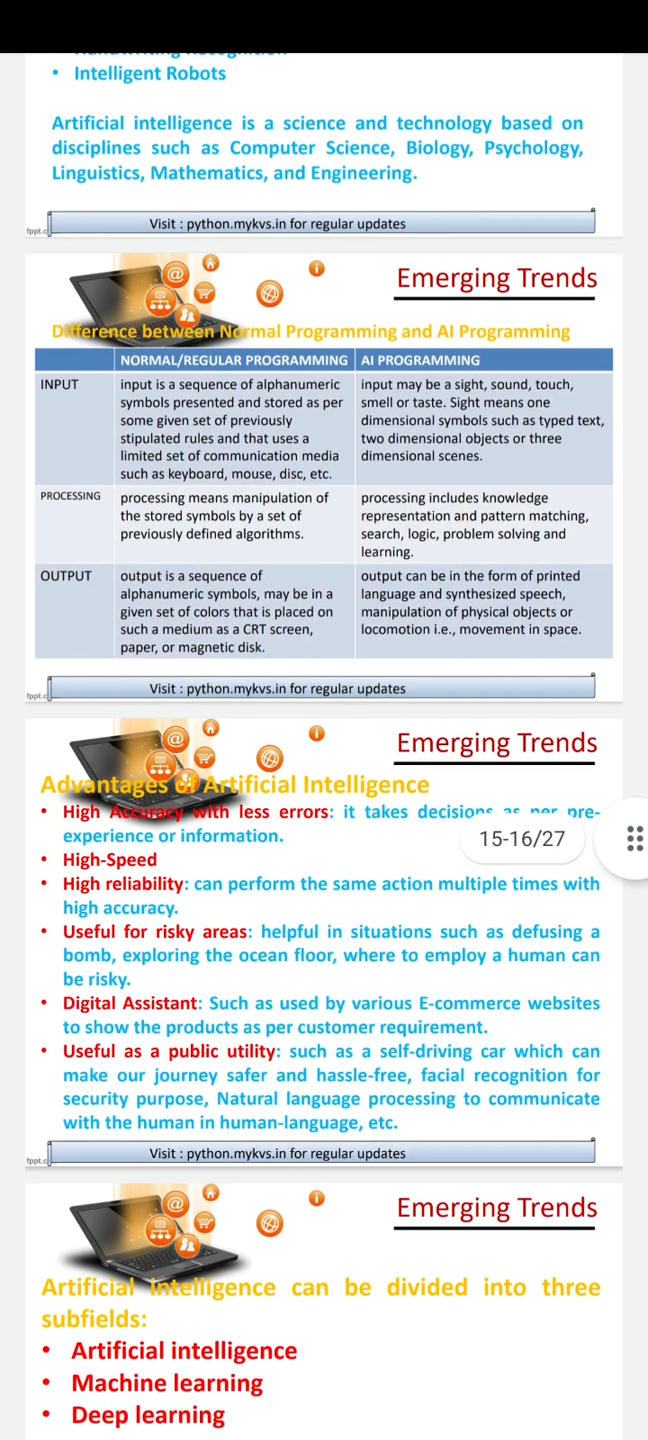 • Intelligent Robots
Artificial intelligence is a science and technology based on
disciplines such as Computer Science, Biology, Psychology,
Linguistics, Mathematics, and Engineering.
Visit : python.mykvs.in for regular updates
fppt.c
Emerging Trends
Difference between Normal Programming and AI Programming
NORMAL/REGULAR PROGRAMMING AI PROGRAMMING
INPUT
input is a sequence of alphanumeric
symbols presented and stored as per
some given set of previously
stipulated rules and that uses a
limited set of communication media
such as keyboard, mouse, disc, etc.
input may be a sight, sound, touch,
smell or taste. Sight means one
dimensional symbols such as typed text,
two dimensional objects or three
dimensional scenes.
PROCESSING
processing means manipulation of
the stored symbols by a set of
previously defined algorithms.
processing includes knowledge
representation and pattern matching,
search, logic, problem solving and
learning.
OUTPUT
output is a sequence of
alphanumeric symbols, may be in a
given set of colors that is placed on
such a medium as a CRT screen,
paper, or magnetic disk.
output can be in the form of printed
language and synthesized speech,
manipulation of physical objects or
locomotion i.e., movement in space.
Visit : python.mykvs.in for regular updates
fppt.c
Emerging Trends
Advantages of Artificial Intelligence
• High Accuracy with less errors: it takes decisions as per pre-
experience or information.
15-16/27
• High-Speed
• High reliability: can perform the same action multiple times with
high accuracy.
• Useful for risky areas: helpful in situations such as defusing a
bomb, exploring the ocean floor, where to employ a human can
be risky.
• Digital Assistant: Such as used by various E-commerce websites
to show the products as per customer requirement.
• Useful as a public utility: such as a self-driving car which can
make our journey safer and hassle-free, facial recognition for
security purpose, Natural language processing to communicate
with the human in human-language, etc.
Visit : python.mykvs.in for regular updates
fppt.c
Emerging Trends
Artificial Intelligence can be divided into three
subfields:
• Artificial intelligence
• Machine learning
• Deep learning